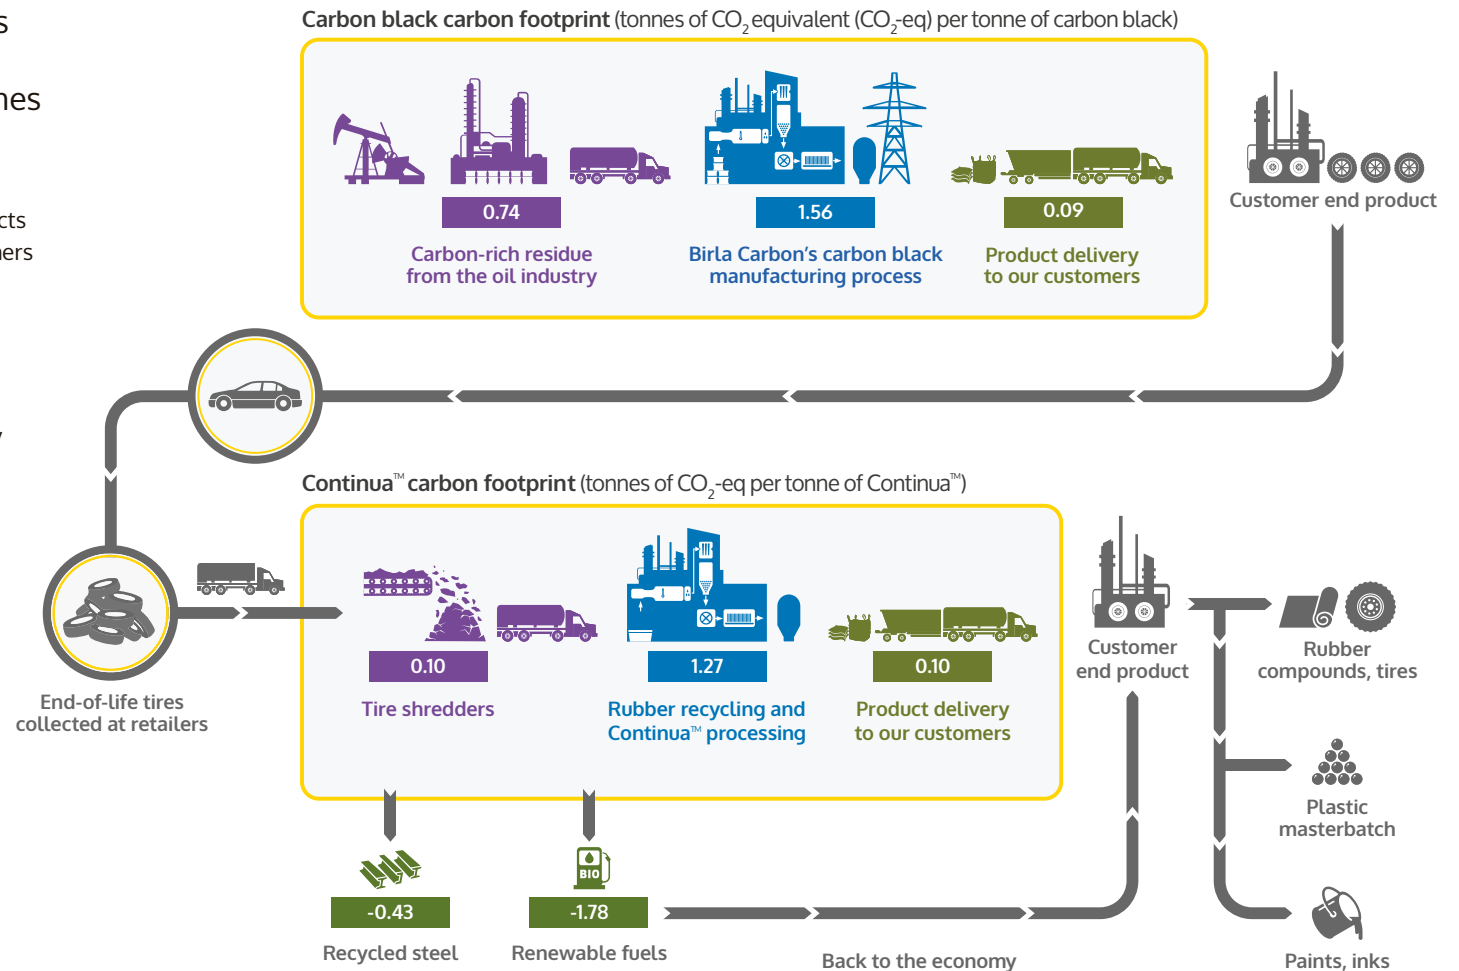 s
nes
cts
ners
y
Carbon black carbon footprint (tonnes of CO₂ equivalent (CO₂-eq) per tonne of carbon black)
0.74
1.56
0.09
Carbon-rich residue
from the oil industry
Birla Carbon's carbon black
manufacturing process
Product delivery
to our customers
Customer end product
Continua™ carbon footprint (tonnes of CO₂-eq per tonne of Continua™)
0.10
1.27
0.10
Tire shredders
Rubber recycling and
Continua™ processing
Product delivery
to our customers
End-of-life tires
collected at retailers
Customer
end product
Rubber
compounds, tires
Plastic
masterbatch
BIO
-0.43
-1.78
Recycled steel
Renewable fuels
Back to the economy
Paints, inks